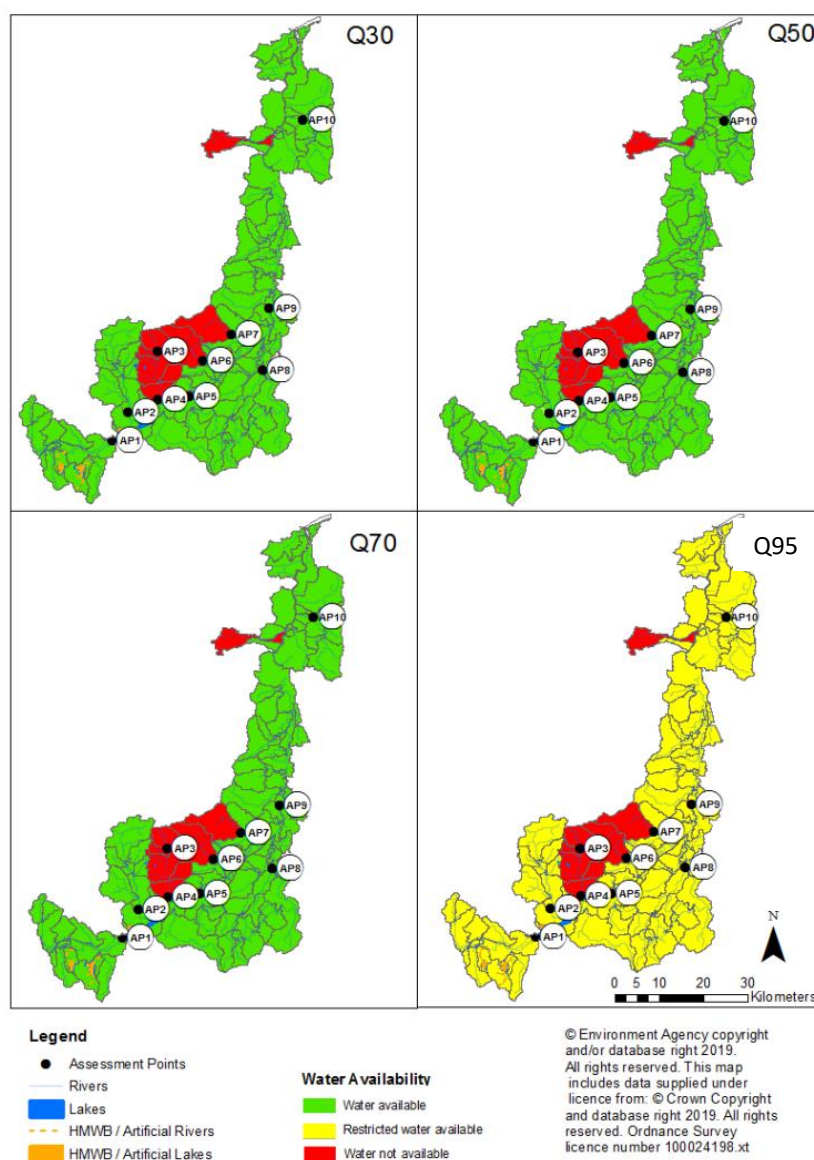 Q30
AP10
AP9
AP7
AP3
AP6
AP8
AP5
AP4
AP2
AP1
Q50
AP10
AP9
AP7
AP3
AP6
AP8
AP5
AP4
AP2
AP1
Q70
AP10
AP9
AP7
AP3
AP6
AP8
AP5
AP4
AP2
AP1
Q95
AP10
AP9
AP7
AP3
AP6
AP8
AP5
AP4
AP2
AP1
N
0 5 10 20 30
Kilometers
Legend
Assessment Points
Rivers
Lakes
HMWB / Artificial Rivers
HMWB / Artificial Lakes
Water Availability
Water available
Restricted water available
Water not available
© Environment Agency copyright
and/or database right 2019.
All rights reserved. This map
includes data supplied under
licence from: © Crown Copyright
and database right 2019. All rights
reserved. Ordnance Survey
licence number 100024198.xt